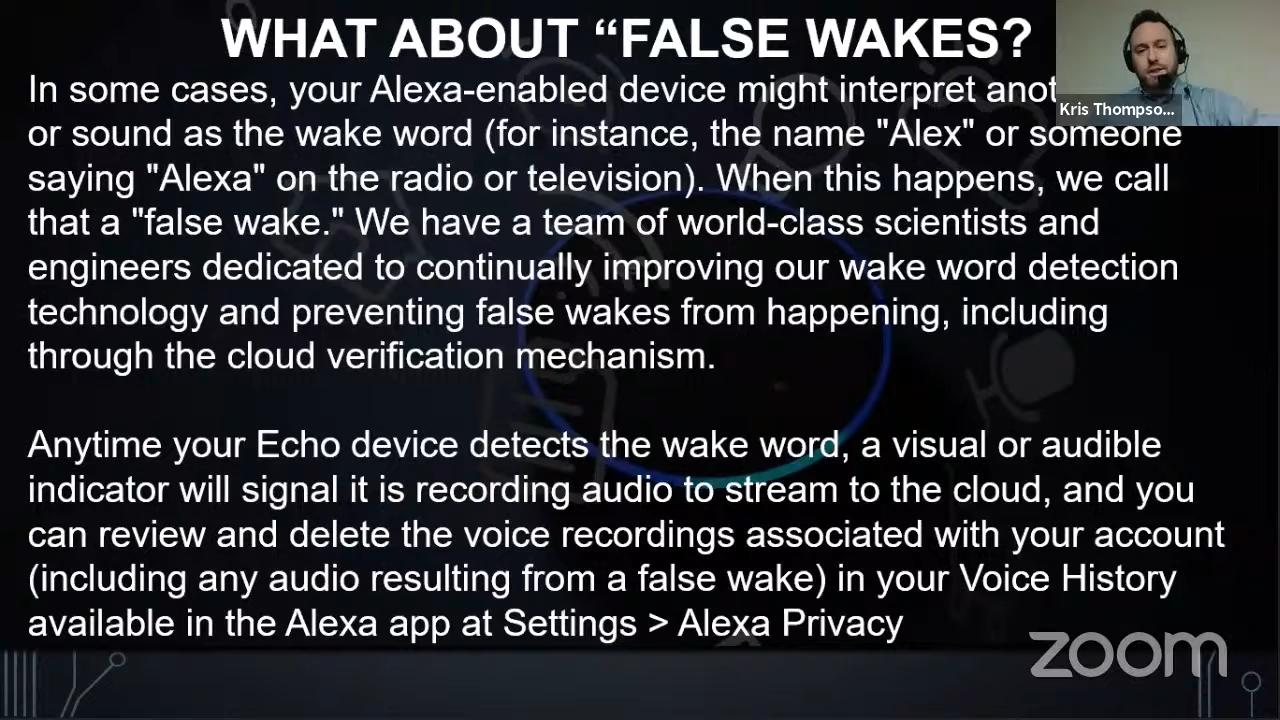 WHAT ABOUT “FALSE WAKES?
In some cases, your Alexa-enabled device might interpret
or sound as the wake word (for instance, the name "Alex" or someone
saying "Alexa" on the radio or television). When this happens, we call
that a "false wake." We have a team of world-class scientists and
engineers dedicated to continually improving our wake word detection
technology and preventing false wakes from happening, including
through the cloud verification mechanism.
Anytime your Echo device detects the wake word, a visual or audible
indicator will signal it is recording audio to stream to the cloud, and you
can review and delete the voice recordings associated with your account
(including any audio resulting from a false wake) in your Voice History
available in the Alexa app at Settings > Alexa Privacy
Kris Thompso...
zoom